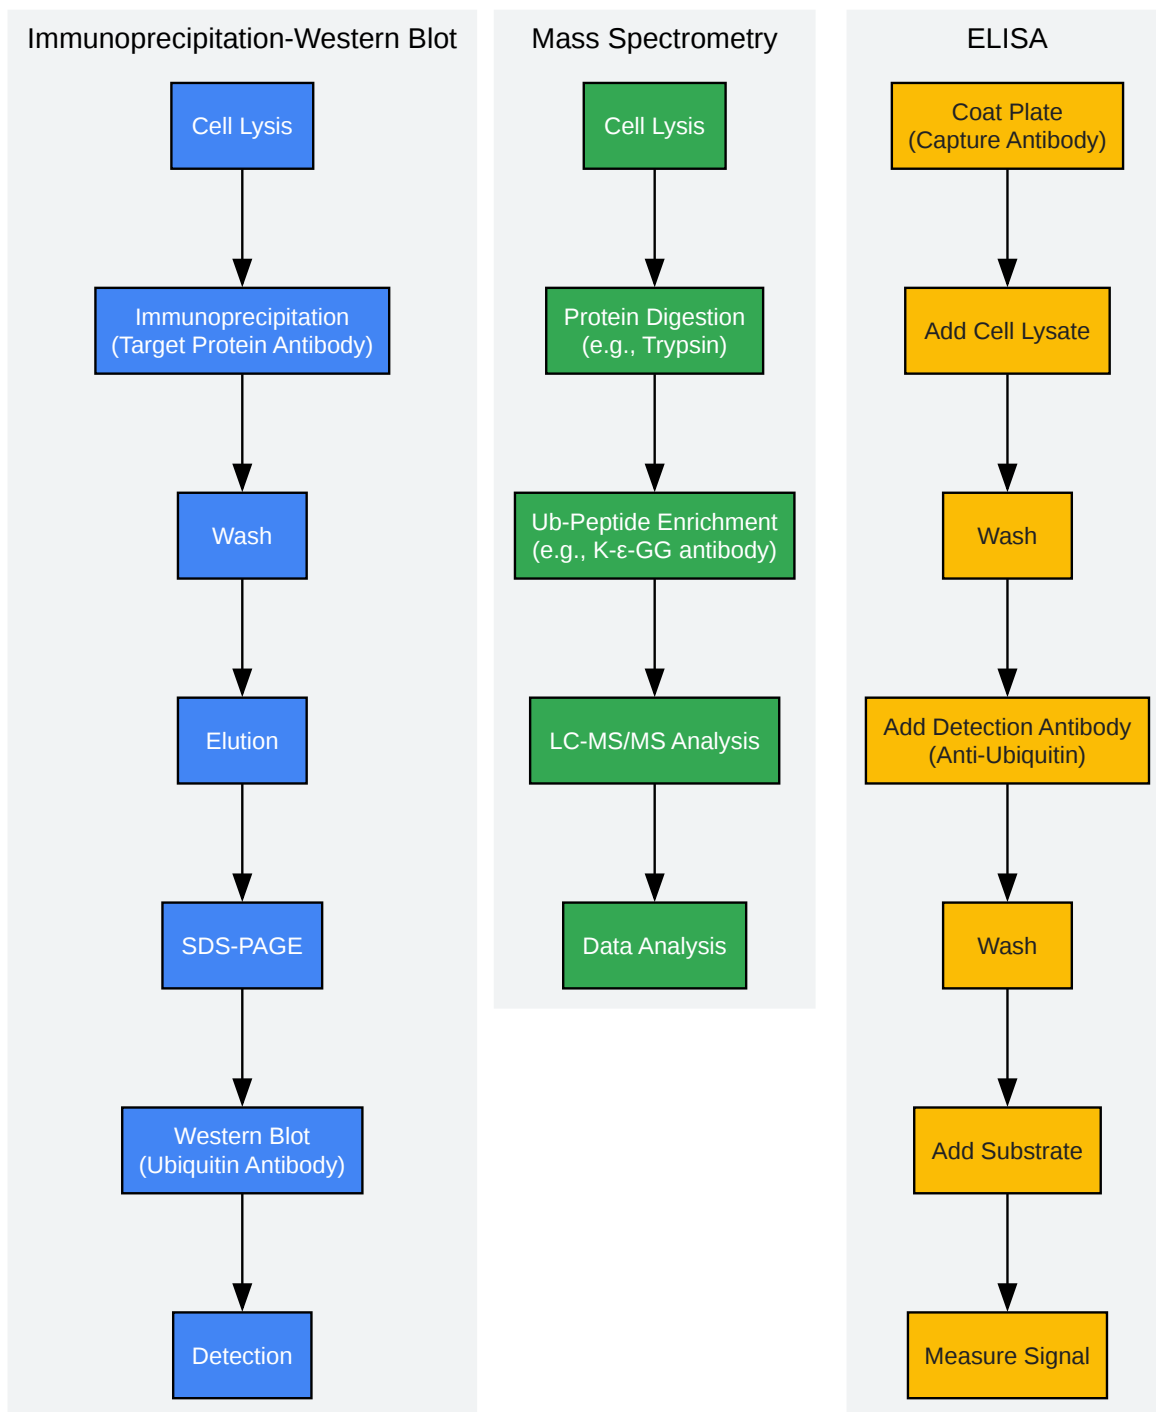 Immunoprecipitation-Western Blot
Cell Lysis
Immunoprecipitation
(Target Protein Antibody)
Wash
Elution
SDS-PAGE
Western Blot
(Ubiquitin Antibody)
Detection
Mass Spectrometry
Cell Lysis
Protein Digestion
(e.g., Trypsin)
Ub-Peptide Enrichment
(e.g., K-ε-GG antibody)
LC-MS/MS Analysis
Data Analysis
ELISA
Coat Plate
(Capture Antibody)
Add Cell Lysate
Wash
Add Detection Antibody
(Anti-Ubiquitin)
Wash
Add Substrate
Measure Signal